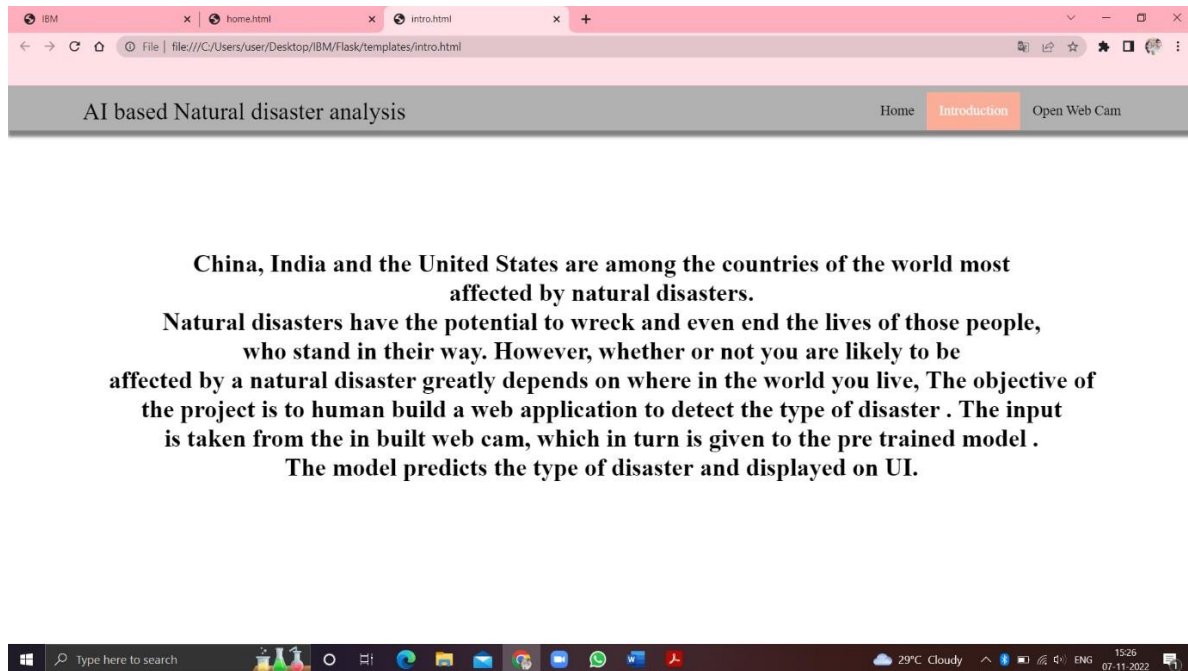 IBM
home.html
intro.html
File | file:///C:/Users/user/Desktop/IBM/Flask/templates/intro.html
AI based Natural disaster analysis
Home Introduction Open Web Cam
China, India and the United States are among the countries of the world most
affected by natural disasters.
Natural disasters have the potential to wreck and even end the lives of those people,
who stand in their way. However, whether or not you are likely to be
affected by a natural disaster greatly depends on where in the world you live, The objective of
the project is to human build a web application to detect the type of disaster . The input
is taken from the in built web cam, which in turn is given to the pre trained model .
The model predicts the type of disaster and displayed on UI.
Type here to search
29°C Cloudy
ENG
15:26
07-11-2022